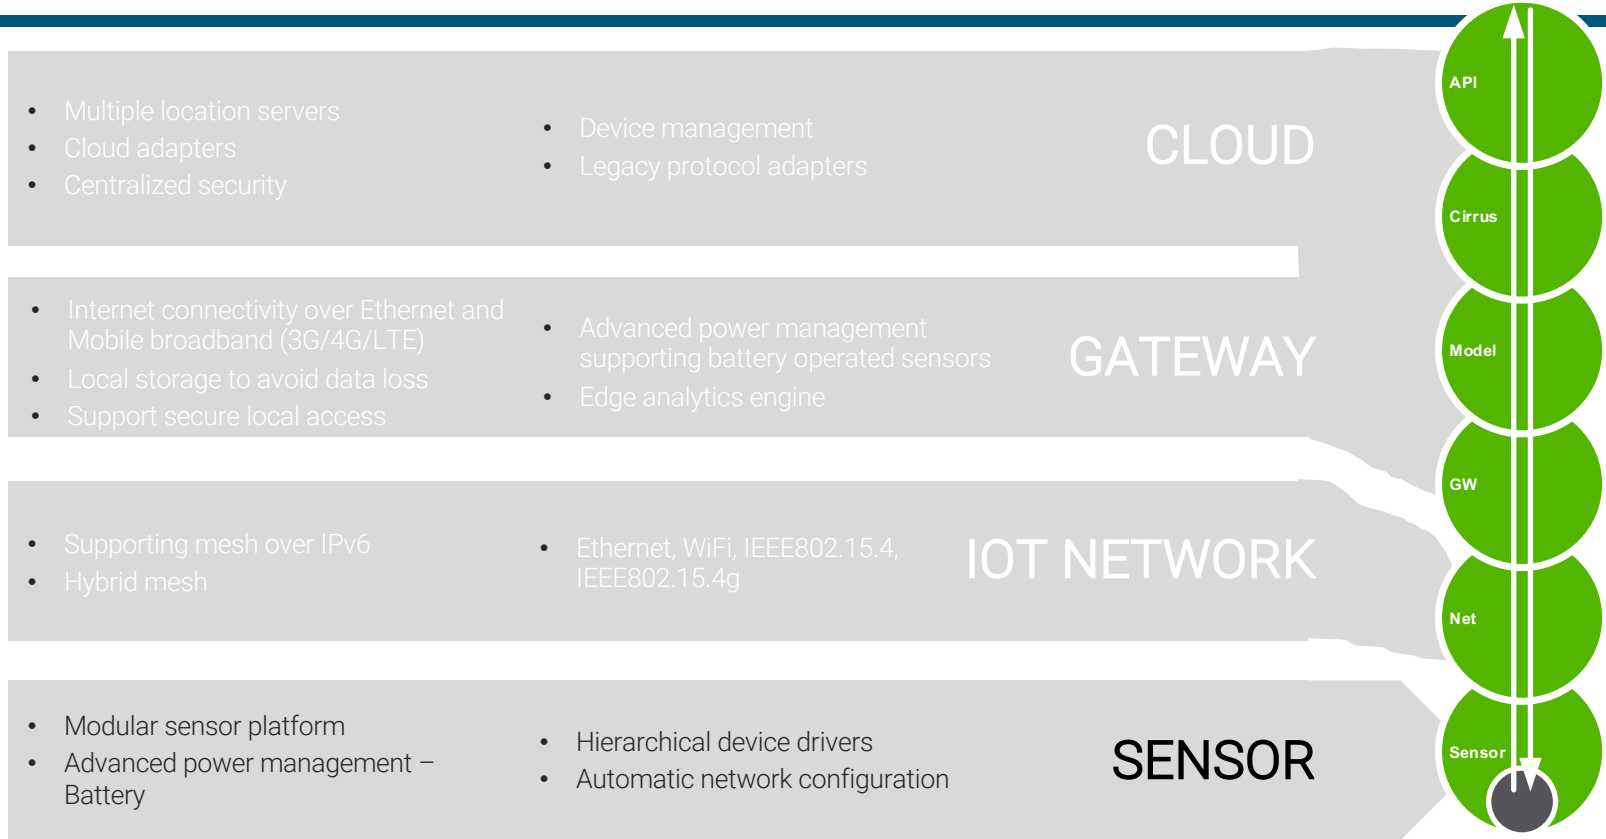 • Multiple location servers
• Cloud adapters
• Centralized security
• Device management
• Legacy protocol adapters
CLOUD
• Internet connectivity over Ethernet and
Mobile broadband (3G/4G/LTE)
• Local storage to avoid data loss
• Support secure local access
• Advanced power management
supporting battery operated sensors
• Edge analytics engine
GATEWAY
• Supporting mesh over IPv6
• Hybrid mesh
• Ethernet, WiFi, IEEE802.15.4,
IEEE802.15.4g
IOT NETWORK
• Modular sensor platform
• Advanced power management –
Battery
• Hierarchical device drivers
• Automatic network configuration
SENSOR
API
Cirrus
Model
GW
Net
Sensor